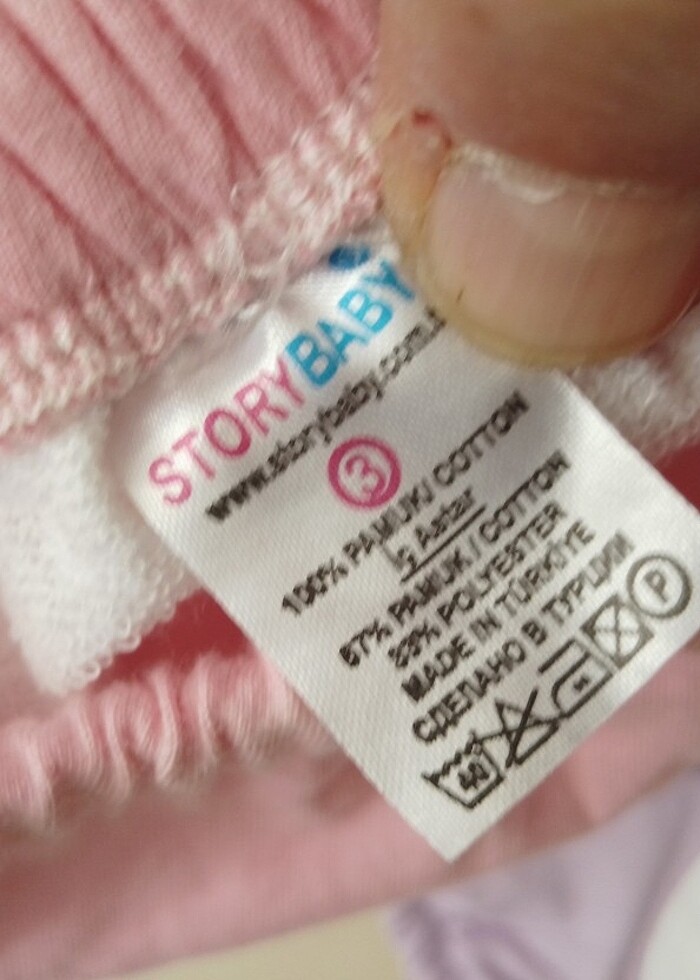 STORYBABY
www.storybaby.com.
3
100% PAMUK/ COTTON
İç Astar
67% PAMUK / COTTON
33% POLYESTER
MADE IN TÜRKİYE
СДЕЛАНО В ТУРЦИИ
40 P